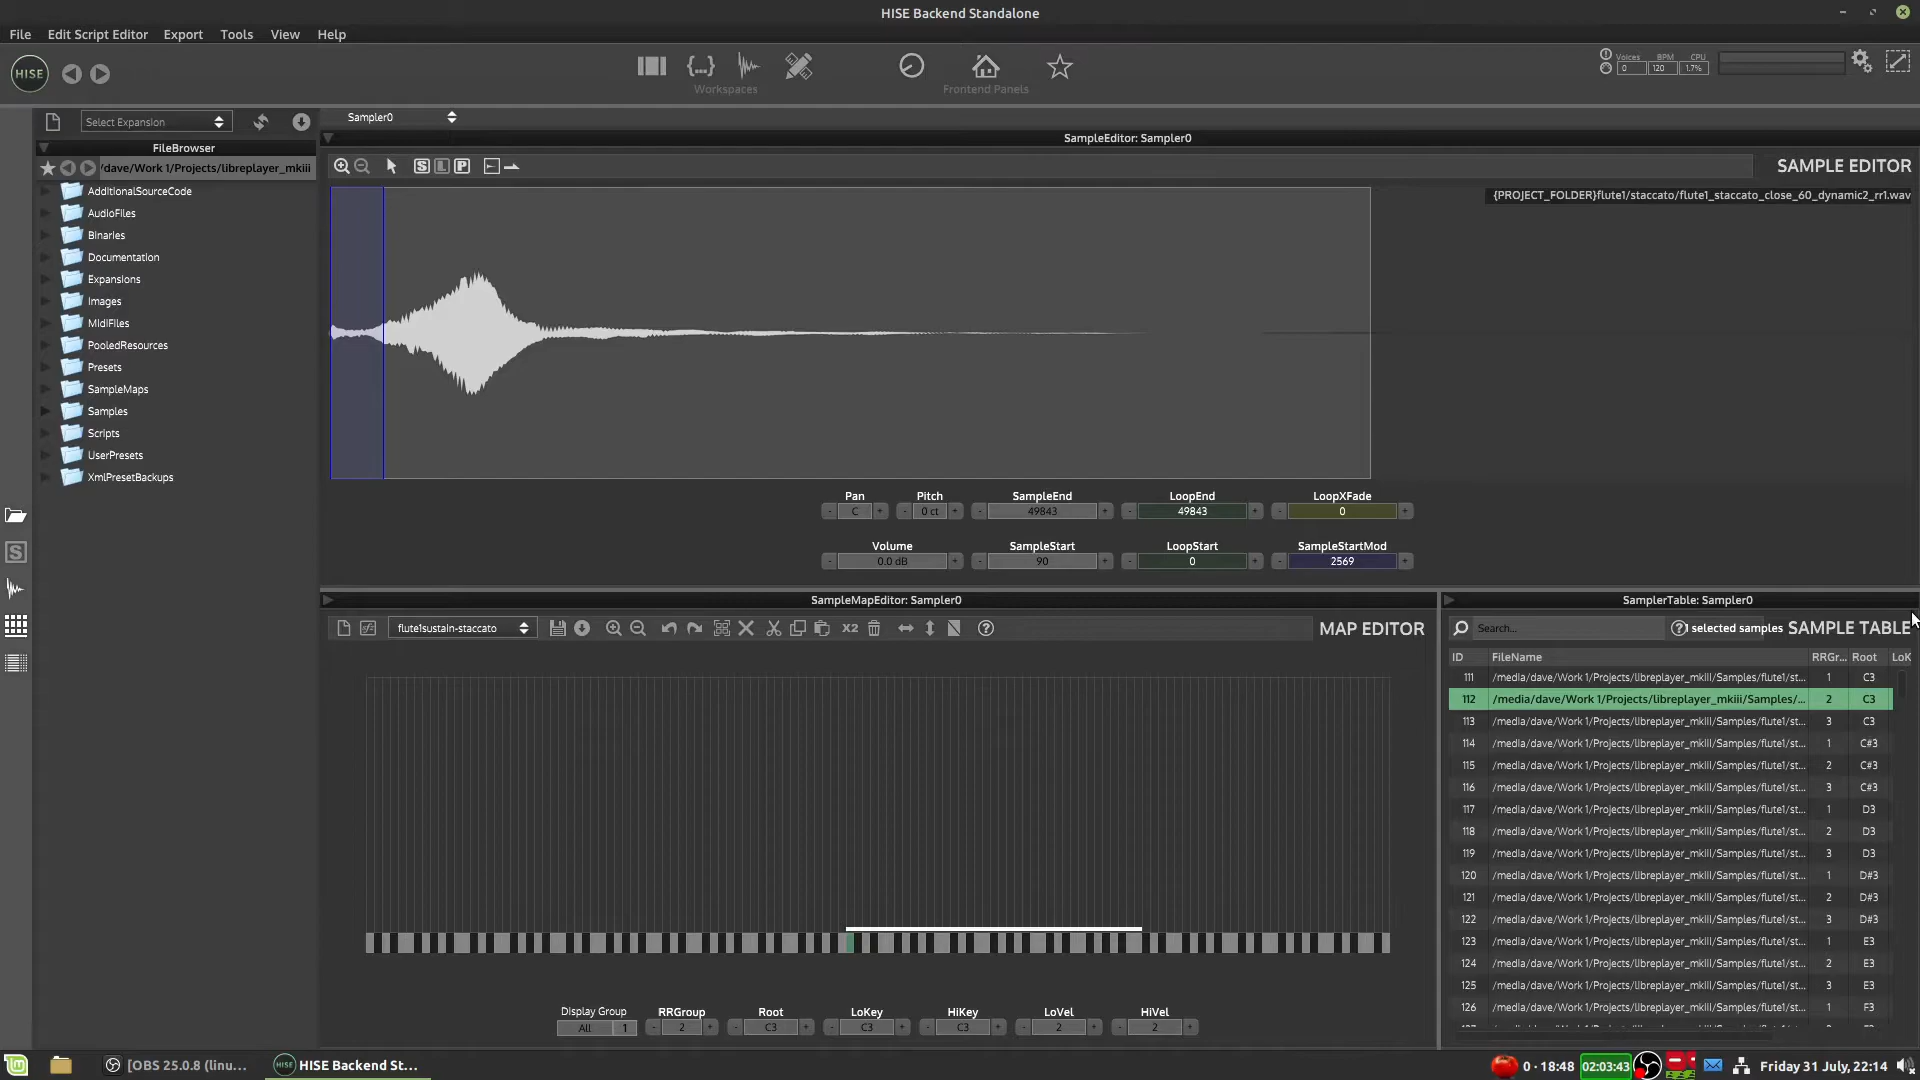 HISE Backend Standalone
File Edit Script Editor Export Tools View Help
HISE
Workspaces
Frontend Panels
Voices BPM CPU
0 120 1.7%
Select Expansion
Sampler0
FileBrowser
SampleEditor: Sampler0
/dave/Work 1/Projects/libreplayer_mkiii
S L P
SAMPLE EDITOR
{PROJECT_FOLDER}flute1/staccato/flute1_staccato_close_60_dynamic2_rr1.wav
AdditionalSourceCode
AudioFiles
Binaries
Documentation
Expansions
Images
MidiFiles
PooledResources
Presets
SampleMaps
Samples
Scripts
UserPresets
XmlPresetBackups
Pan Pitch SampleEnd LoopEnd LoopXFade
- C + - 0 ct + - 49843 + - 49843 + - 0 +
Volume SampleStart LoopStart SampleStartMod
- 0.0 dB + - 90 + - 0 + - 2569 +
SampleMapEditor: Sampler0
flute1sustain-staccato
X2
MAP EDITOR
Display Group RRGroup Root LoKey HiKey LoVel HiVel
All 1 - 2 + - C3 + - C3 + - C3 + - 2 + - 2 +
SamplerTable: Sampler0
Search...
1 selected samples SAMPLE TABLE
ID FileName RRGr... Root LoK
111 /media/dave/Work 1/Projects/libreplayer_mkiii/Samples/flute1/st... 1 C3
112 /media/dave/Work 1/Projects/libreplayer_mkiii/Samples/... 2 C3
113 /media/dave/Work 1/Projects/libreplayer_mkiii/Samples/flute1/st... 3 C3
114 /media/dave/Work 1/Projects/libreplayer_mkiii/Samples/flute1/st... 1 C#3
115 /media/dave/Work 1/Projects/libreplayer_mkiii/Samples/flute1/st... 2 C#3
116 /media/dave/Work 1/Projects/libreplayer_mkiii/Samples/flute1/st... 3 C#3
117 /media/dave/Work 1/Projects/libreplayer_mkiii/Samples/flute1/st... 1 D3
118 /media/dave/Work 1/Projects/libreplayer_mkiii/Samples/flute1/st... 2 D3
119 /media/dave/Work 1/Projects/libreplayer_mkiii/Samples/flute1/st... 3 D3
120 /media/dave/Work 1/Projects/libreplayer_mkiii/Samples/flute1/st... 1 D#3
121 /media/dave/Work 1/Projects/libreplayer_mkiii/Samples/flute1/st... 2 D#3
122 /media/dave/Work 1/Projects/libreplayer_mkiii/Samples/flute1/st... 3 D#3
123 /media/dave/Work 1/Projects/libreplayer_mkiii/Samples/flute1/st... 1 E3
124 /media/dave/Work 1/Projects/libreplayer_mkiii/Samples/flute1/st... 2 E3
125 /media/dave/Work 1/Projects/libreplayer_mkiii/Samples/flute1/st... 3 E3
126 /media/dave/Work 1/Projects/libreplayer_mkiii/Samples/flute1/st... 1 F3
[OBS 25.0.8 (linu...
HISE HISE Backend St...
0 · 18:48 02:03:43
Friday 31 July, 22:14